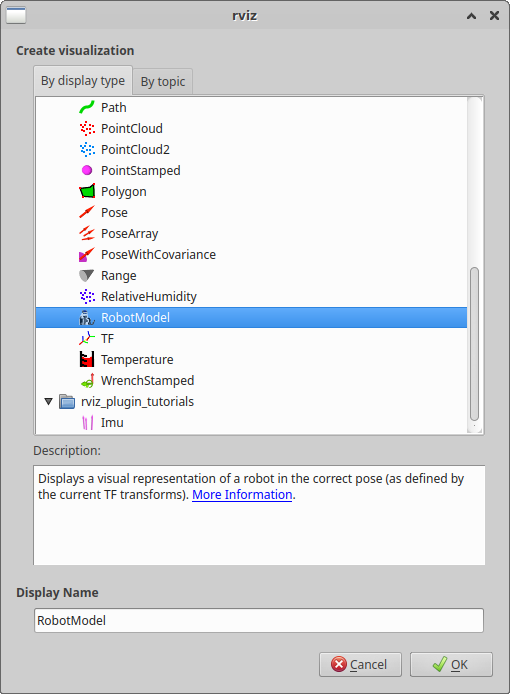 rviz
Create visualization
By display type
By topic
Path
PointCloud
PointCloud2
PointStamped
Polygon
Pose
PoseArray
PoseWithCovariance
Range
RelativeHumidity
RobotModel
TF
Temperature
WrenchStamped
rviz_plugin_tutorials
Imu
Description:
Displays a visual representation of a robot in the correct pose (as defined by
the current TF transforms). More Information.
Display Name
RobotModel
Cancel
OK